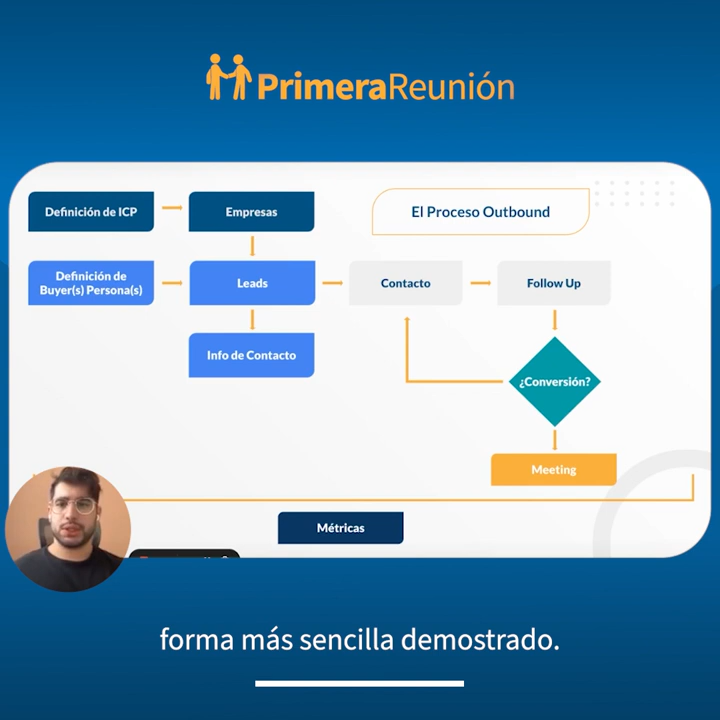 PrimeraReunión
Definición de ICP
Empresas
El Proceso Outbound
Definición de
Buyer(s) Persona(s)
Leads
Contacto
Follow Up
Info de Contacto
¿Conversión?
Meeting
Métricas
forma más sencilla demostrado.